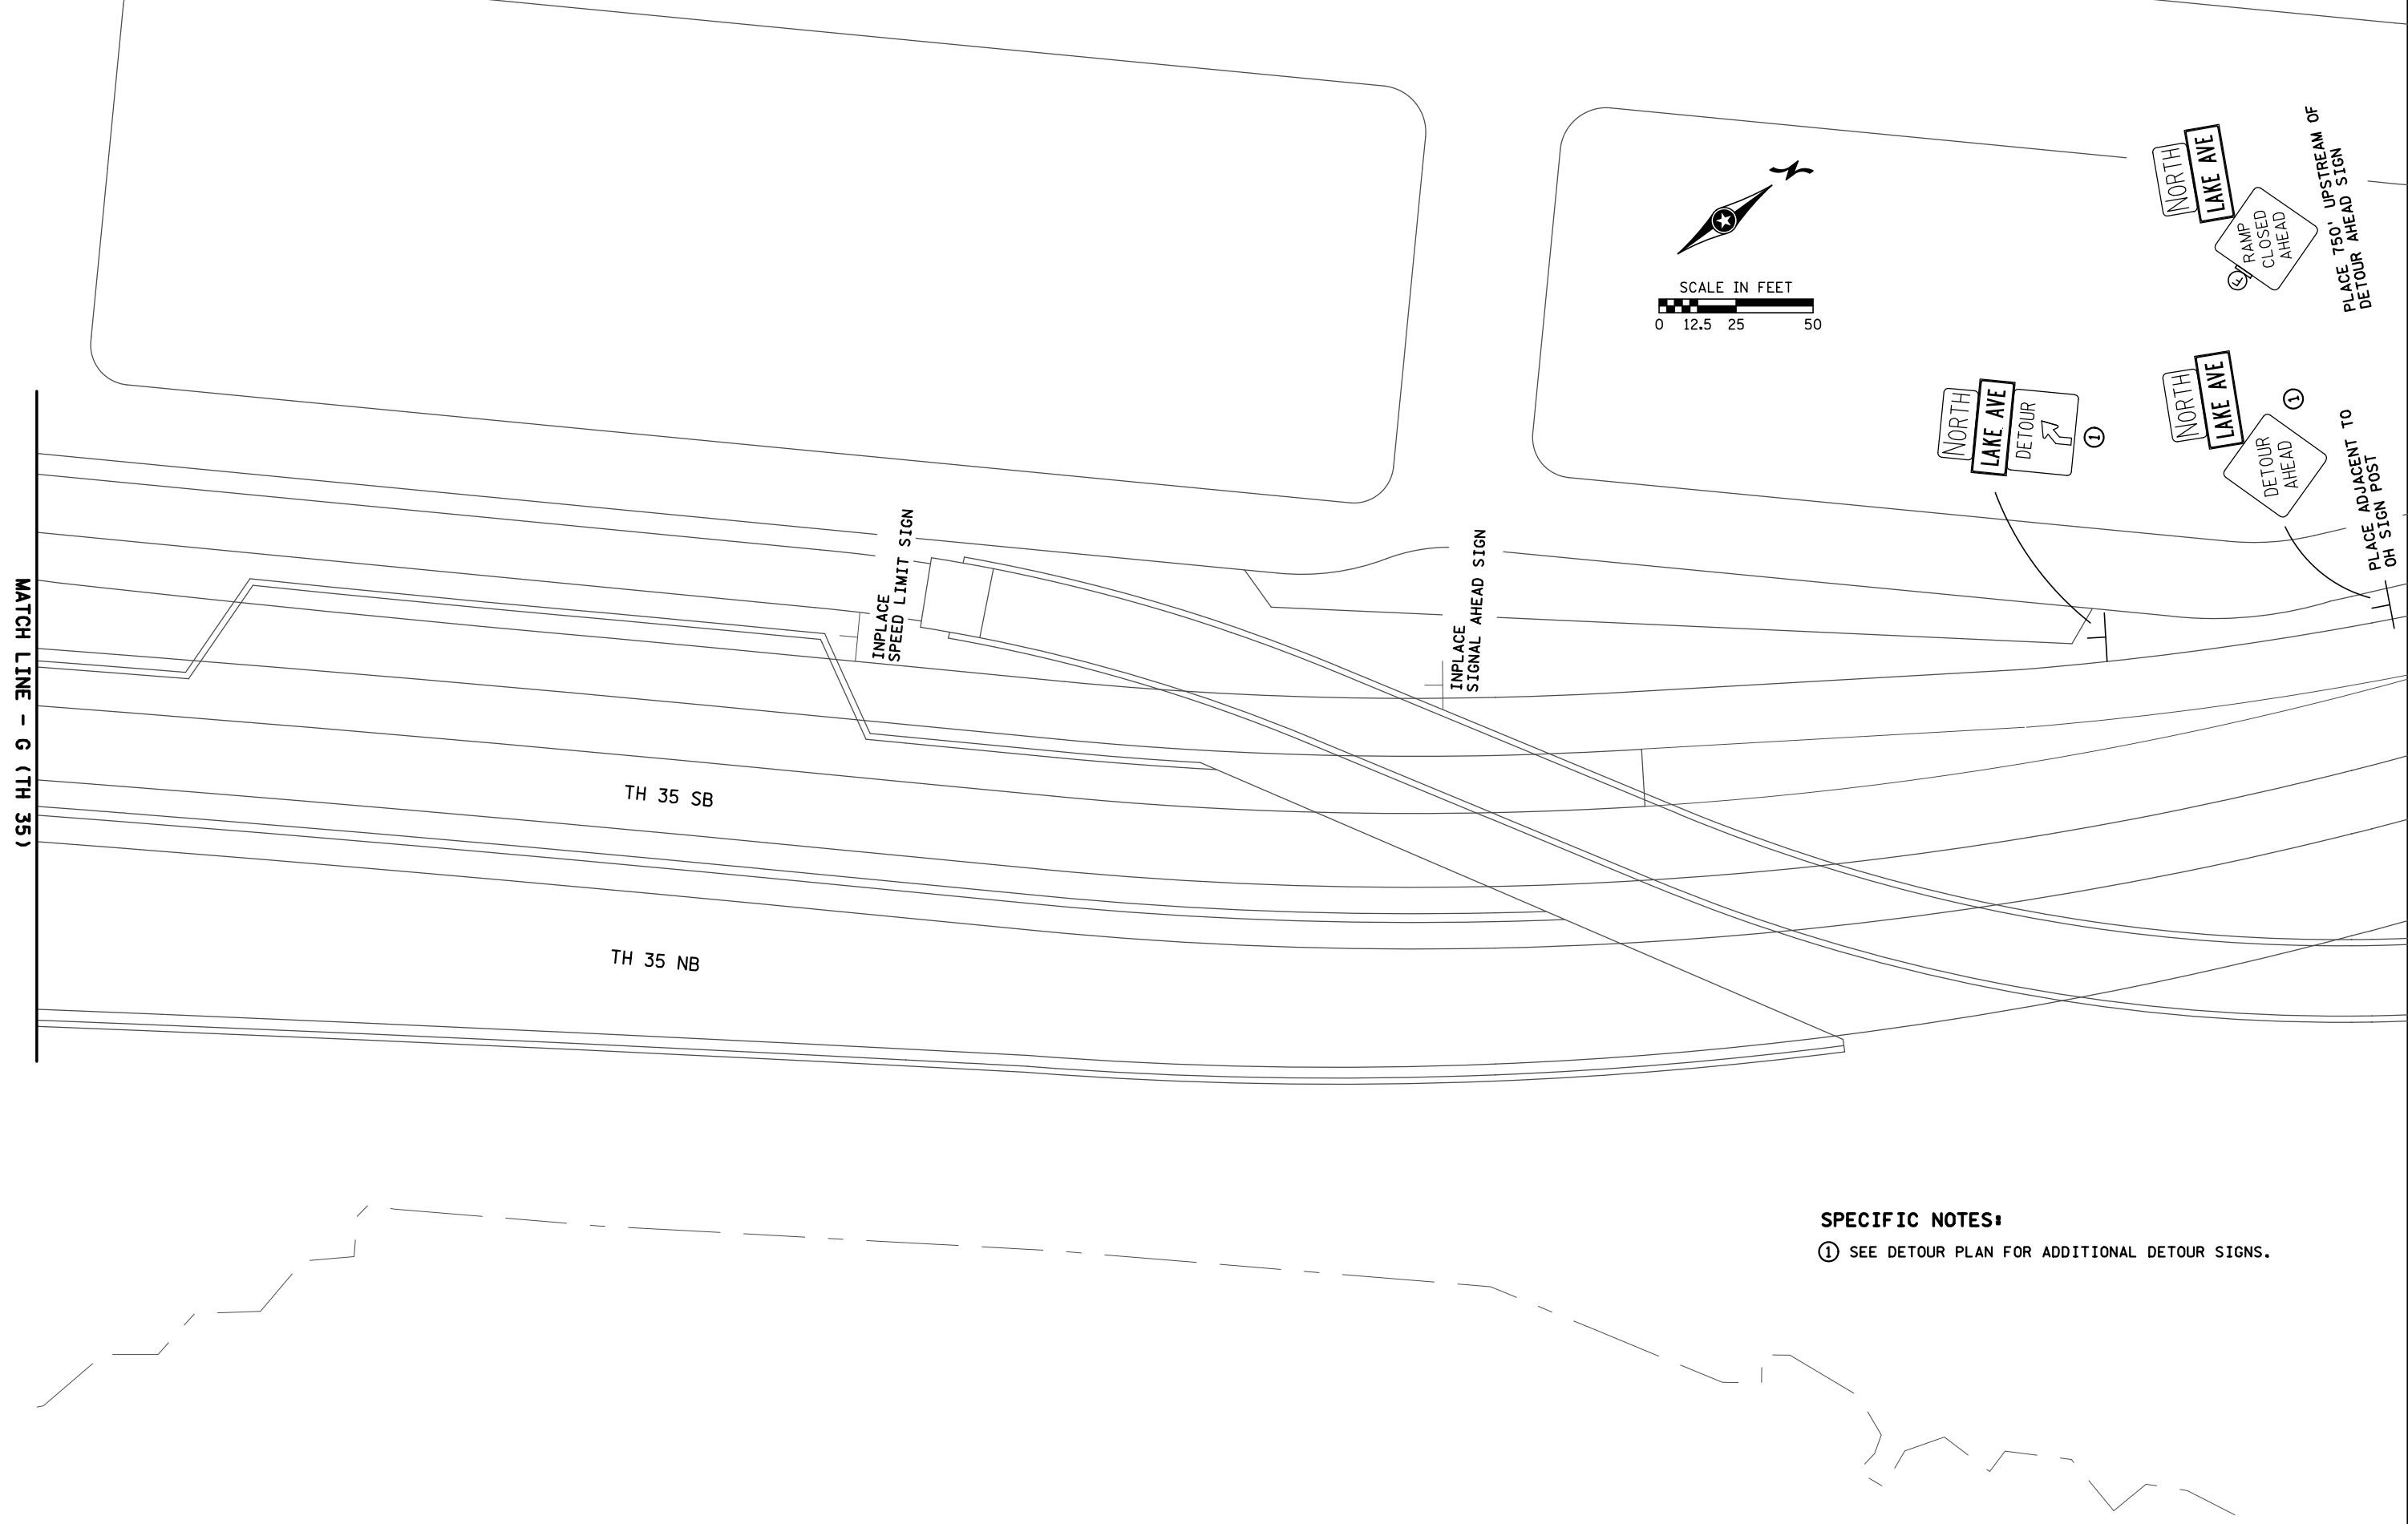 MATCH LINE - G (TH 35)
INPLACE
SPEED LIMIT SIGN
INPLACE
SIGNAL AHEAD SIGN
TH 35 SB
TH 35 NB
N
SCALE IN FEET
0 12.5 25 50
NORTH
LAKE AVE
RAMP
CLOSED
AHEAD
F
PLACE 750' UPSTREAM OF
DETOUR AHEAD SIGN
NORTH
LAKE AVE
DETOUR
1
NORTH
LAKE AVE
DETOUR
AHEAD
1
PLACE ADJACENT TO
OH SIGN POST
SPECIFIC NOTES:
1 SEE DETOUR PLAN FOR ADDITIONAL DETOUR SIGNS.